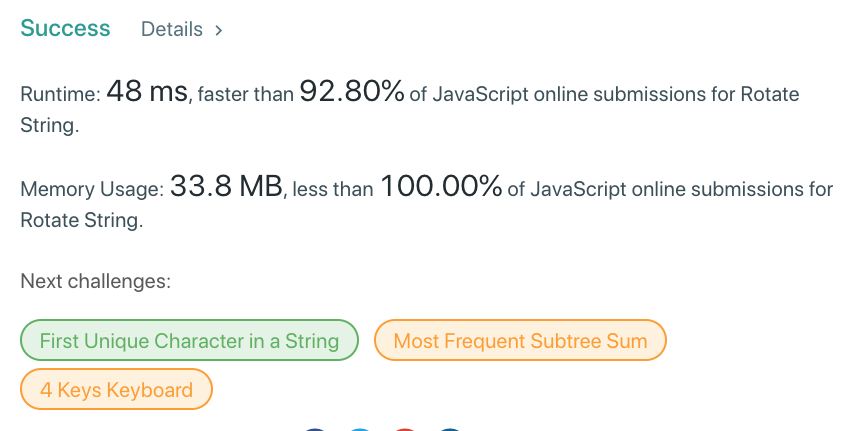 Success Details >
Runtime: 48 ms, faster than 92.80% of JavaScript online submissions for Rotate
String.
Memory Usage: 33.8 MB, less than 100.00% of JavaScript online submissions for
Rotate String.
Next challenges:
First Unique Character in a String Most Frequent Subtree Sum
4 Keys Keyboard